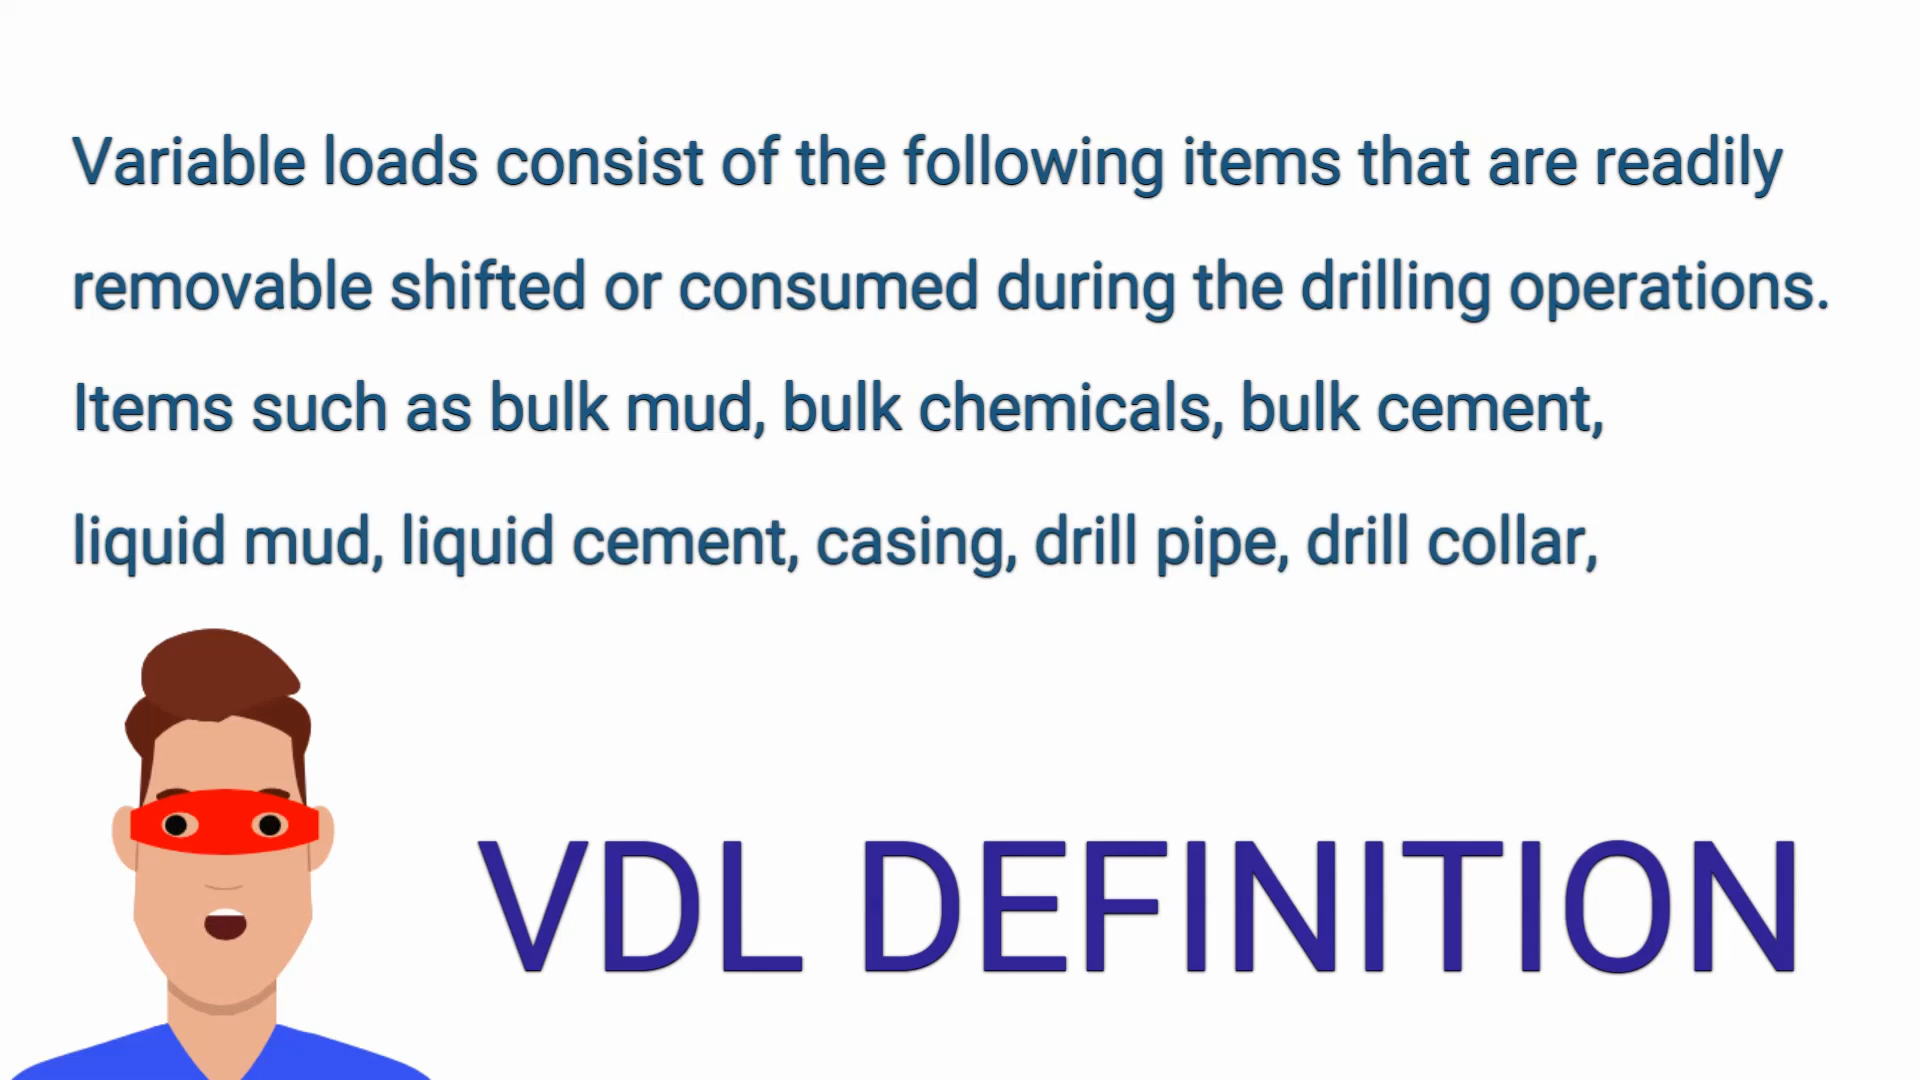 Variable loads consist of the following items that are readily
removable shifted or consumed during the drilling operations.
Items such as bulk mud, bulk chemicals, bulk cement,
liquid mud, liquid cement, casing, drill pipe, drill collar,
VDL DEFINITION